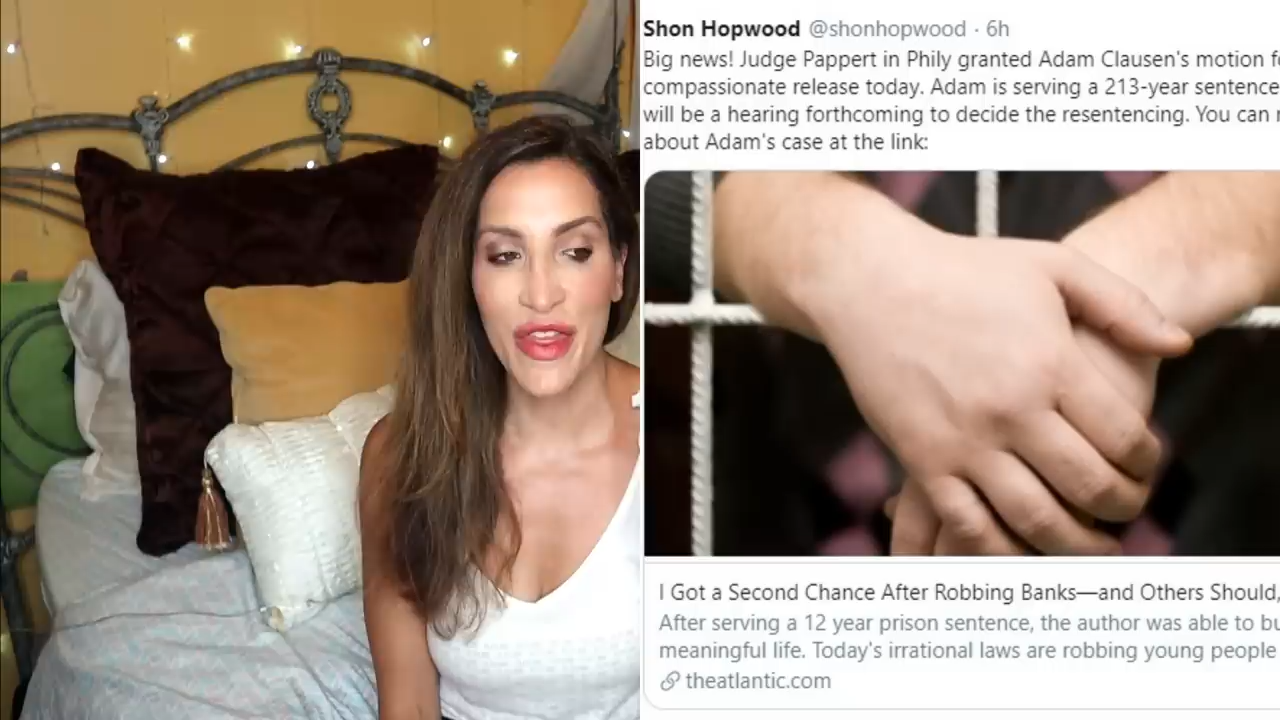 Shon Hopwood @shonhopwood · 6h
Big news! Judge Pappert in Phily granted Adam Clausen's motion f
compassionate release today. Adam is serving a 213-year sentence
will be a hearing forthcoming to decide the resentencing. You can
about Adam's case at the link:
I Got a Second Chance After Robbing Banks—and Others Should,
After serving a 12 year prison sentence, the author was able to bu
meaningful life. Today's irrational laws are robbing young people
theatlantic.com